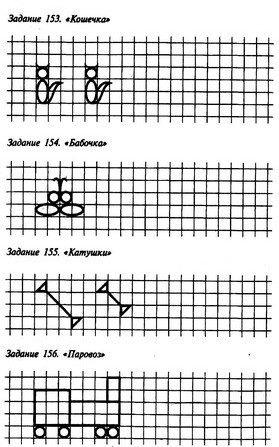 Задание 153. «Кошечка»
Задание 154. «Бабочка»
Задание 155. «Катушки»
Задание 156. «Паровоз»